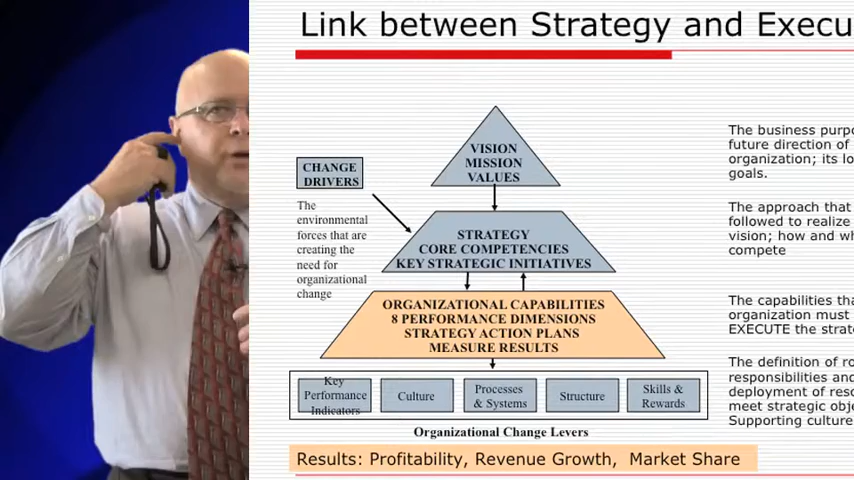 Link between Strategy and Execu
VISION
MISSION
VALUES
CHANGE
DRIVERS
The
environmental
forces that are
creating the
need for
organizational
change
STRATEGY
CORE COMPETENCIES
KEY STRATEGIC INITIATIVES
ORGANIZATIONAL CAPABILITIES
8 PERFORMANCE DIMENSIONS
STRATEGY ACTION PLANS
MEASURE RESULTS
Key
Performance
Indicators
Culture
Processes
& Systems
Structure
Skills &
Rewards
Organizational Change Levers
Results: Profitability, Revenue Growth, Market Share
The business purpo
future direction of
organization; its lo
goals.
The approach that
followed to realize
vision; how and wh
compete
The capabilities tha
organization must
EXECUTE the strate
The definition of ro
responsibilities and
deployment of reso
meet strategic obje
Supporting culture